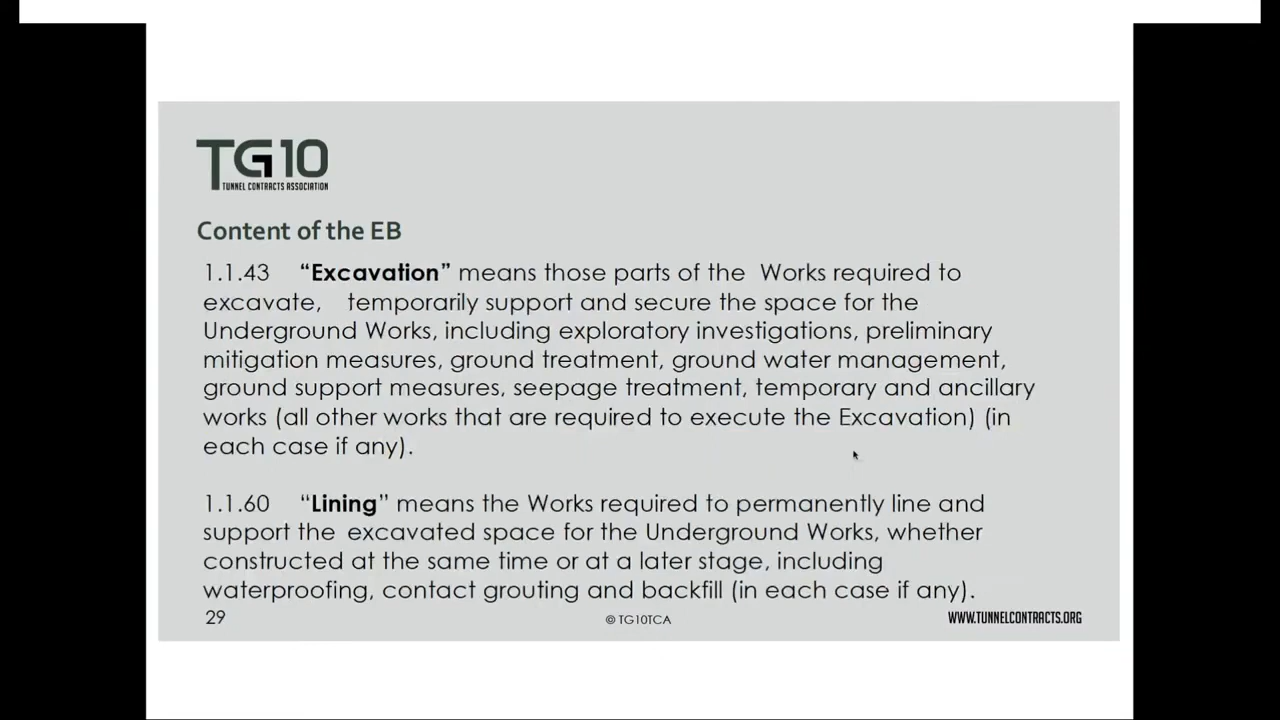 TG10
TUNNEL CONTRACTS ASSOCIATION
Content of the EB
1.1.43 “Excavation” means those parts of the Works required to
excavate, temporarily support and secure the space for the
Underground Works, including exploratory investigations, preliminary
mitigation measures, ground treatment, ground water management,
ground support measures, seepage treatment, temporary and ancillary
works (all other works that are required to execute the Excavation) (in
each case if any).
1.1.60 “Lining” means the Works required to permanently line and
support the excavated space for the Underground Works, whether
constructed at the same time or at a later stage, including
waterproofing, contact grouting and backfill (in each case if any).
29
© TG10TCA
WWW.TUNNELCONTRACTS.ORG